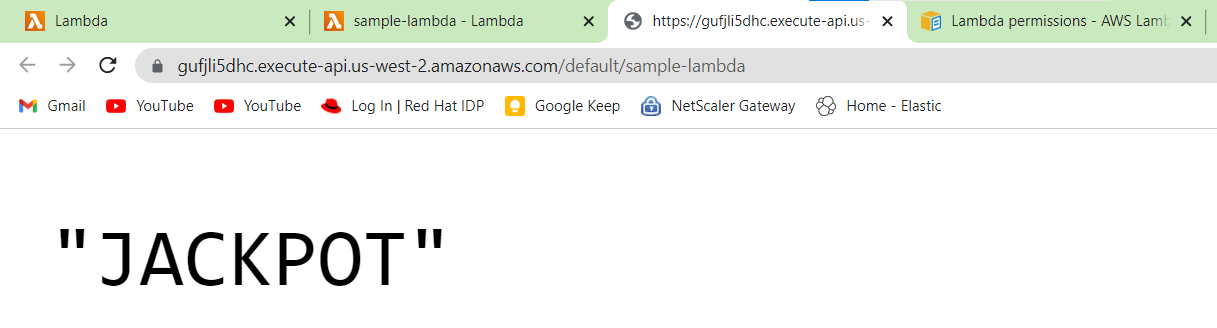 Lambda
sample-lambda - Lambda
https://gufjli5dhc.execute-api.us-
Lambda permissions - AWS Lamb
gufjli5dhc.execute-api.us-west-2.amazonaws.com/default/sample-lambda
Gmail YouTube YouTube Log In | Red Hat IDP Google Keep NetScaler Gateway Home - Elastic
"JACKPOT"